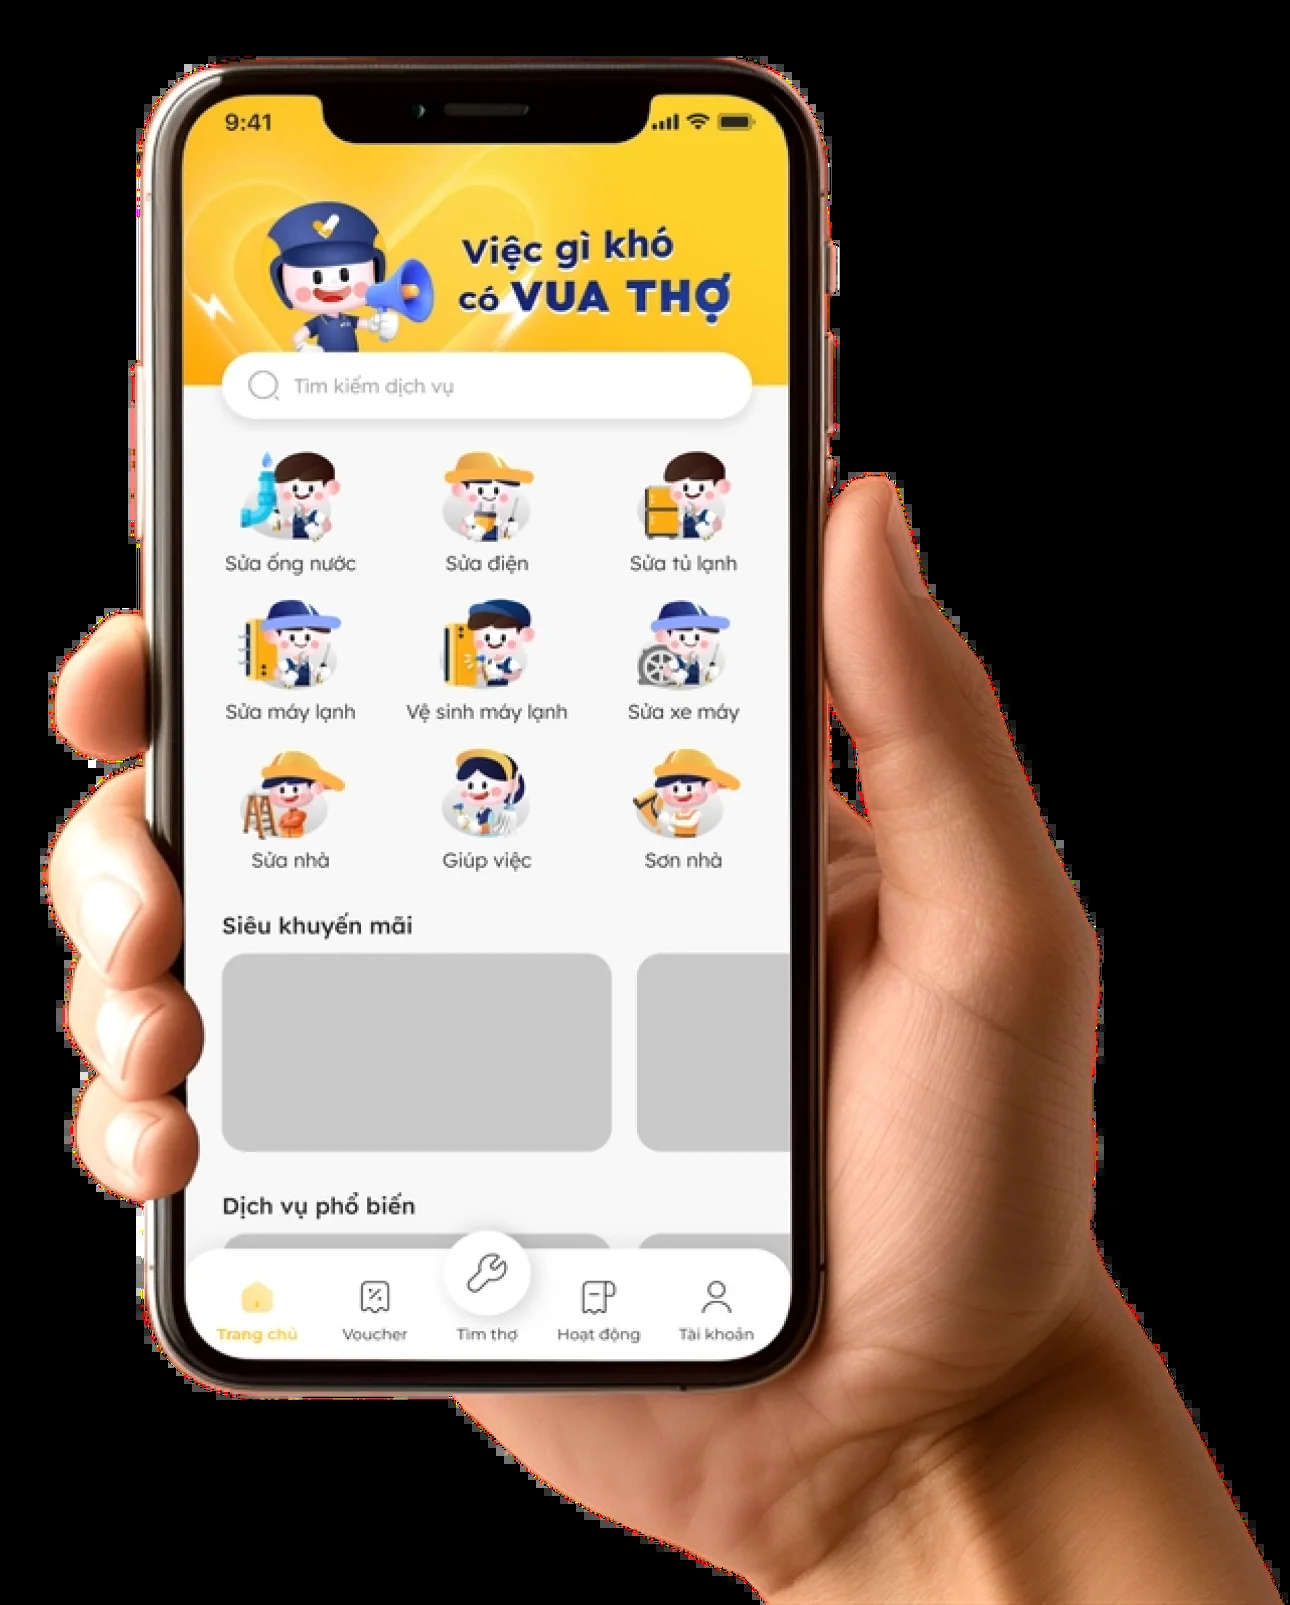 9:41
Việc gì khó
có VUA THỢ
Tìm kiếm dịch vụ
Sửa ống nước
Sửa điện
Sửa tủ lạnh
Sửa máy lạnh
Vệ sinh máy lạnh
Sửa xe máy
Sửa nhà
Giúp việc
Sơn nhà
Siêu khuyến mãi
Dịch vụ phổ biến
Trang chủ
Voucher
Tìm thợ
Hoạt động
Tài khoản